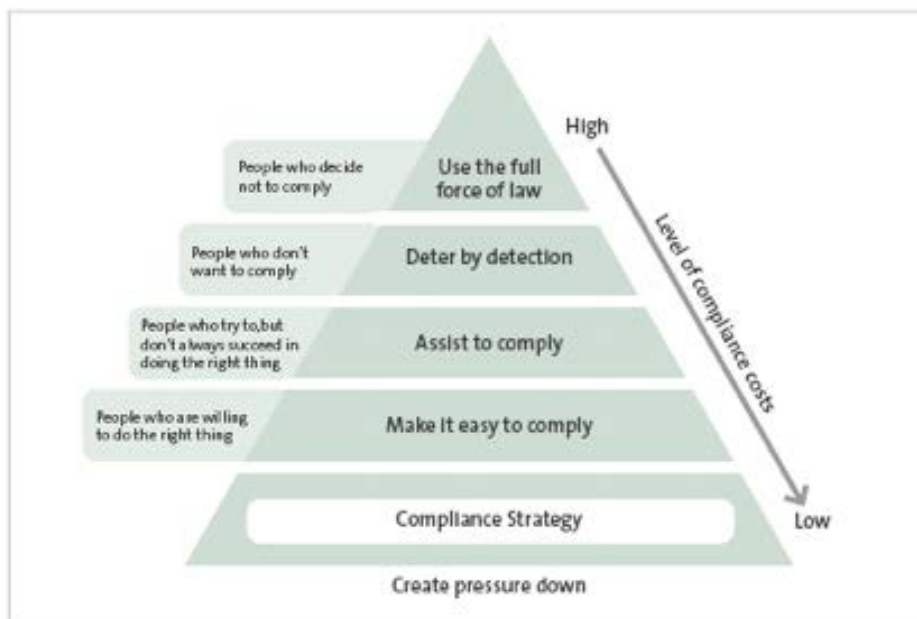 People who decide
not to comply
Use the full
force of law
People who don't
want to comply
Deter by detection
People who try to,but
don't always succeed in
doing the right thing
Assist to comply
People who are willing
to do the right thing
Make it easy to comply
Compliance Strategy
Create pressure down
High
Level of compliance costs
Low